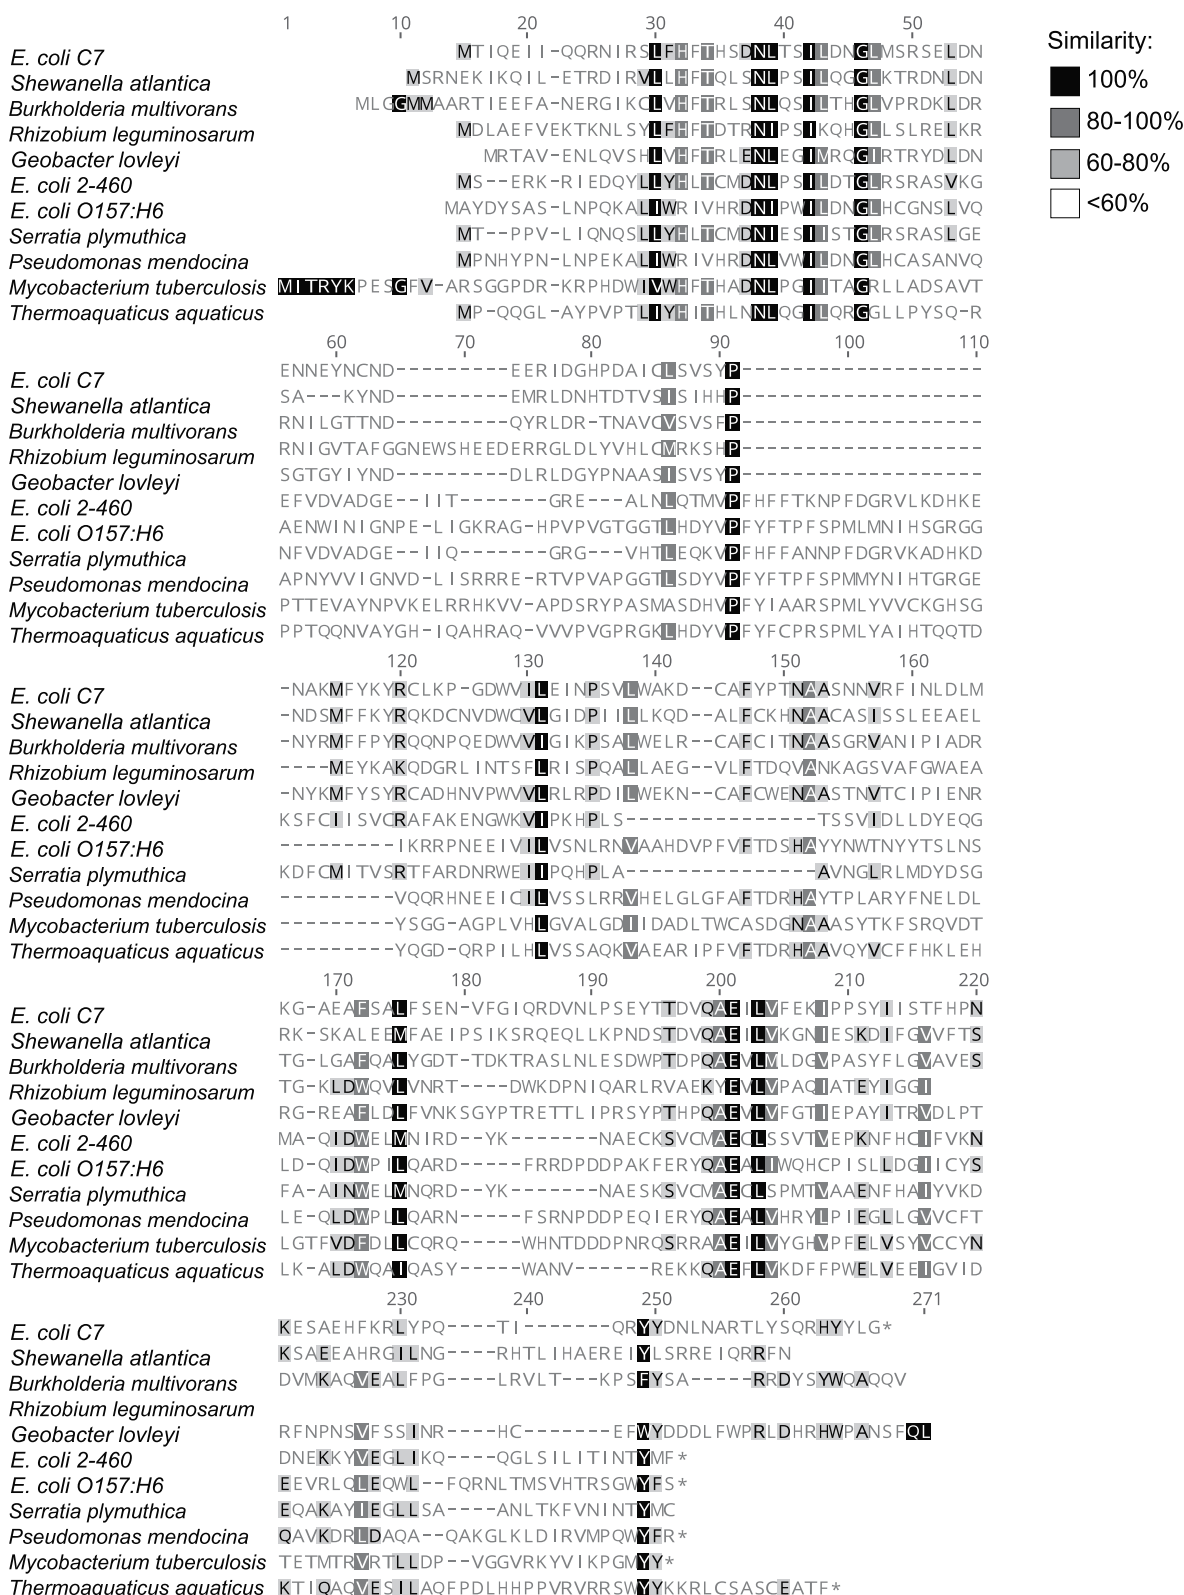 1 10 20 30 40 50
E. coli C7 MTIQEII-QQRNIRSLFHFTHSDNLTSILDNGLMSRSELDN
Shewanella atlantica MSRNEKIKQIL-ETRDIRVLLHFTQLSNLPSILQGGLKTRDNLDN
Burkholderia multivorans MLGGMMAARTIEEFA-NERGIKCLVHFTRLSNLQSILTHGLVPRDKLDR
Rhizobium leguminosarum MDLAEFVEKTKNLSYLFHFTDTRNIPSIKQHGLLSLRELKR
Geobacter lovleyi MRTAV-ENLQVSHLVHFTRLENLEGIMRQGIRTRYDLDN
E. coli 2-460 MS--ERK-RIEDQYLLYHLTCMDNLPSILDTGLRSRASVKG
E. coli O157:H6 MAYDYSAS-LNPQKALIWRIVHRDNIPWILDNGLHCGNSLVQ
Serratia plymuthica MT--PPV-LIQNQSLLYHLTCMDNIESIISTGLRSRASLGE
Pseudomonas mendocina MPNHYPN-LNPEKALIWRIVHRDNLVWILDNGLHCASANVQ
Mycobacterium tuberculosis MITRYKPESGFV-ARSGGPDR-KRPHDWIVWHFTHADNLPGIITAGRLLADSAVT
Thermoaquaticus aquaticus MP-QQGL-AYPVPTLIYHITHLNNLQGILQRGGLLPYSQ-R
60 70 80 90 100 110
E. coli C7 ENNEYNCND---------EERIDGHPDAICLSVSYP-------------------
Shewanella atlantica SA---KYND---------EMRLDNHTDTVSISIHHP-------------------
Burkholderia multivorans RNILGTTND---------QYRLDR-TNAVCVSVSFP-------------------
Rhizobium leguminosarum RNIGVTAFGGNEWSHEEDERRGLDLYVHLCMRKSHP-------------------
Geobacter lovleyi SGTGYIYND---------DLRLDGYPNAASISVSYP-------------------
E. coli 2-460 EFVDVADGE--IIT-------GRE---ALNLQTMVPFHFFTKNPFDGRVLKDHKE
E. coli O157:H6 AENWINIGNPE-LIGKRAG-HPVPVGTGGTLHDYVPFYFTPFSPMLMNIHSGRGG
Serratia plymuthica NFVDVADGE--IIQ-------GRG---VHTLEQKVPFHFFANNPFDGRVKADHKD
Pseudomonas mendocina APNYVVIGNVD-LISRRRE-RTVPVAPGGTLSDYVPFYFTPFSPMMYNIHTGRGE
Mycobacterium tuberculosis PTTEVAYNPVKELRRHKVV-APDSRYPASMASDHVPFYIAARSPMLYVVCKGHSG
Thermoaquaticus aquaticus PPTQQNVAYGH-IQAHRAQ-VVVPVGPRGKLHDYVPFYFCPRSPMLYAIHTQQTD
120 130 140 150 160
E. coli C7 -NAKMFYKYRCLKP-GDWVILEINPSVLWAKD--CAFYPTNAASNNVRFINLDLM
Shewanella atlantica -NDSMFFKYRQKDCNVDWCVLGIDPIILLKQD--ALFCKHNAACASISSLEEAEL
Burkholderia multivorans -NYRMFFPYRQQNPQEDWVVIGIKPSALWELR--CAFCITNAASGRVANIPIADR
Rhizobium leguminosarum ----MEYKAKQDGRLINTSFLRISPQALLAEG--VLFTDQVANKAGSVAFGWAEA
Geobacter lovleyi -NYKMFYSYRCADHNVPWVVLRLRPDILWEKN--CAFCWENAASTNVTCIPIENR
E. coli 2-460 KSFCIISVCRAFAKENGWKVIPKHPLS---------------TSSVIDLLDYEQG
E. coli O157:H6 ---------IKRRPNEEIVILVSNLRNVAAHDVPFVFTDSHAYYNWTNYYTSLNS
Serratia plymuthica KDFCMITVSRTFARDNRWEIIPQHPLA---------------AVNGLRLMDYDSG
Pseudomonas mendocina ---------VQQRHNEEICILVSSLRRVHELGLGFAFTDRHAYTPLARYFNELDL
Mycobacterium tuberculosis ---------YSGG-AGPLVHLGVALGDIIDADLTWCASDGNAAASYTKFSRQVDT
Thermoaquaticus aquaticus ---------YQGD-QRPILHLVSSAQKVAEARIPFVFTDRHAAVQYVCFFHKLEH
170 180 190 200 210 220
E. coli C7 KG-AEAFSALFSEN-VFGIQRDVNLPSEYTTDVQAEILVFEKIPPSYIISTFHPN
Shewanella atlantica RK-SKALEEMFAEIPSIKSRQEQLLKPNDSTDVQAEILVKGNIESKDIFGVVFTS
Burkholderia multivorans TG-LGAFQALYGDT-TDKTRASLNLESDWPTDPQAEVLVLDGVPASYFLGVAVES
Rhizobium leguminosarum TG-KLDWQVLVNRT----DWKDPNIQARLRVAEKYEVLVPAQIATEYIGGI
Geobacter lovleyi RG-REAFLDLFVNKSGYPTRETTLIPRSYPTHPQAEVLVFGTIEPAYITRVDLPT
E. coli 2-460 MA-QIDWELMNIRD--YK-------NAECKSVCMAECLSSVTVEPKNFHCIFVKN
E. coli O157:H6 LD-QIDWPILQARD----FRRDPDDPAKFERYQAEALIWQHCPISLLDGIICYS
Serratia plymuthica FA-AINWELMNQRD--YK-------NAESKSVCMAECLSPMTVAAENFHAIYVKD
Pseudomonas mendocina LE-QLDWPLLQARN----FSRNPDDPEQIERYQAEALVHRYLPIEGLLGVVCFT
Mycobacterium tuberculosis LGTFVDFDLLCQRQ----WHNTDDDPNRQSRRAAEILVYGHVPFELVSYVCCYN
Thermoaquaticus aquaticus LK-ALDWQAIQASY----WANV------REKKQAEFLVKDFFPWELVEEIGVID
230 240 250 260 271
E. coli C7 KESAEHFKRLYPQ----TI-------QRYYDNLNARTLYSQRHYYLG*
Shewanella atlantica KSAEEAHRGILNG----RHTLIHAEREIYLSRREIQRRFN
Burkholderia multivorans DVMKAQVEALFPG----LRVLT---KPSFYSA-----RRDYSYWQAQQV
Rhizobium leguminosarum
Geobacter lovleyi RFNPNSVFSSINR----HC------EFWYDDDLFWPRLDHRHWPANSFQL
E. coli 2-460 DNEKKYVEGLIKQ----QGLSILITINTYMF*
E. coli O157:H6 EEVRLQLEQWL--FQRNLTMSVHTRSGWYFS*
Serratia plymuthica EQAKAYIEGLLSA----ANLTKFVNINTYMC
Pseudomonas mendocina QAVKDRLDAQA--QAKGLKLDIRVMPQWYFR*
Mycobacterium tuberculosis TETMTRVRTLLDP---VGGVRKYVIKPGMYY*
Thermoaquaticus aquaticus KTIQAQVESILAQFPDLHHPPVRVRRSWYYKKRLCSASCEATF*
Similarity:
100%
80-100%
60-80%
<60%